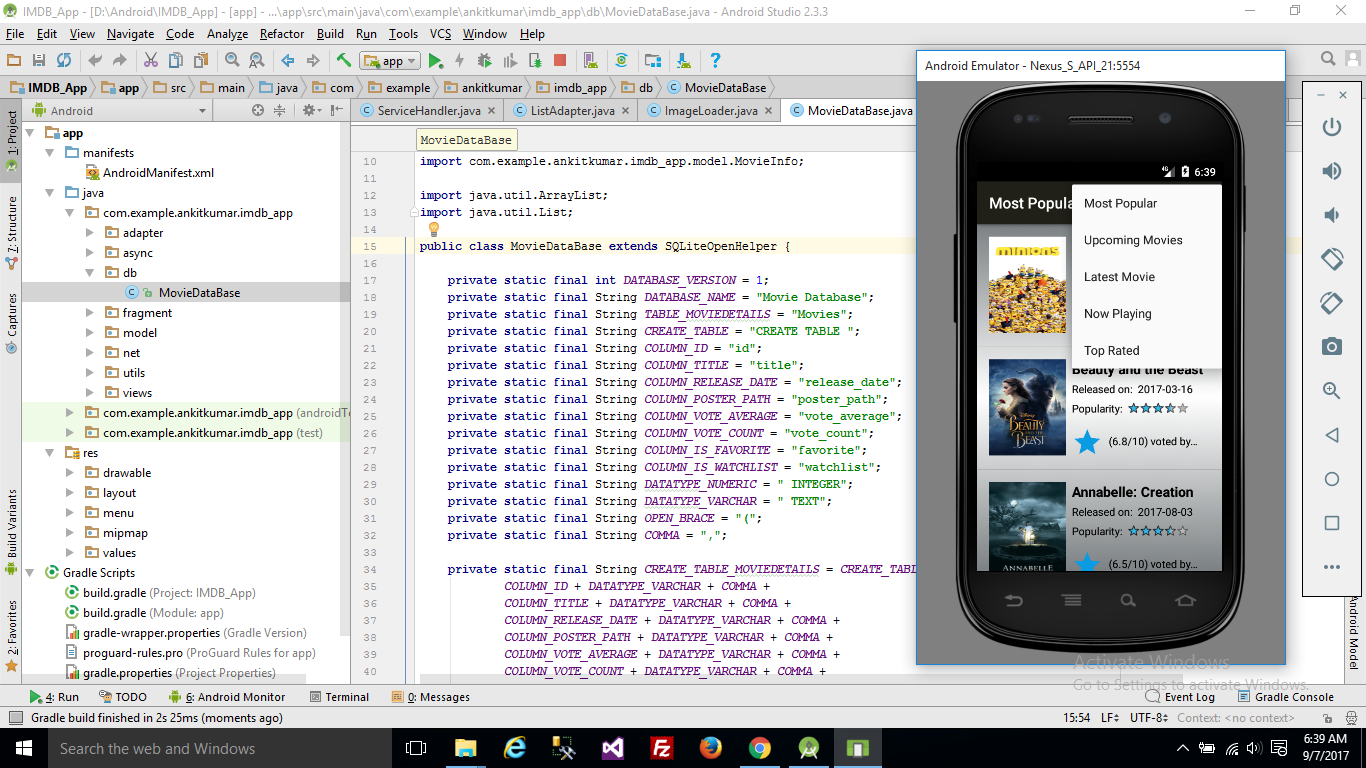 IMDB_App - [D:\Android\IMDB_App] - [app] - ...\app\src\main\java\com\example\ankitkumar\imdb_app\db\MovieDataBase.java - Android Studio 2.3.3
File Edit View Navigate Code Analyze Refactor Build Run Tools VCS Window Help
app
IMDB_App app src main java com example ankitkumar imdb_app db MovieDataBase
Android
ServiceHandler.java ListAdapter.java ImageLoader.java MovieDataBase.java
1: Project
7: Structure
Captures
Build Variants
2: Favorites
app
manifests
AndroidManifest.xml
java
com.example.ankitkumar.imdb_app
adapter
async
db
MovieDataBase
fragment
model
net
utils
views
com.example.ankitkumar.imdb_app (androidTe
com.example.ankitkumar.imdb_app (test)
res
drawable
layout
menu
mipmap
values
Gradle Scripts
build.gradle (Project: IMDB_App)
build.gradle (Module: app)
gradle-wrapper.properties (Gradle Version)
proguard-rules.pro (ProGuard Rules for app)
gradle.properties (Project Properties)
MovieDataBase
10 import com.example.ankitkumar.imdb_app.model.MovieInfo;
11
12 import java.util.ArrayList;
13 import java.util.List;
14
15 public class MovieDataBase extends SQLiteOpenHelper {
16
17 private static final int DATABASE_VERSION = 1;
18 private static final String DATABASE_NAME = "Movie Database";
19 private static final String TABLE_MOVIEDETAILS = "Movies";
20 private static final String CREATE_TABLE = "CREATE TABLE ";
21 private static final String COLUMN_ID = "id";
22 private static final String COLUMN_TITLE = "title";
23 private static final String COLUMN_RELEASE_DATE = "release_date";
24 private static final String COLUMN_POSTER_PATH = "poster_path";
25 private static final String COLUMN_VOTE_AVERAGE = "vote_average";
26 private static final String COLUMN_VOTE_COUNT = "vote_count";
27 private static final String COLUMN_IS_FAVORITE = "favorite";
28 private static final String COLUMN_IS_WATCHLIST = "watchlist";
29 private static final String DATATYPE_NUMERIC = " INTEGER";
30 private static final String DATATYPE_VARCHAR = " TEXT";
31 private static final String OPEN_BRACE = "(";
32 private static final String COMMA = ",";
33
34 private static final String CREATE_TABLE_MOVIEDETAILS = CREATE_TABL
35 COLUMN_ID + DATATYPE_VARCHAR + COMMA +
36 COLUMN_TITLE + DATATYPE_VARCHAR + COMMA +
37 COLUMN_RELEASE_DATE + DATATYPE_VARCHAR + COMMA +
38 COLUMN_POSTER_PATH + DATATYPE_VARCHAR + COMMA +
39 COLUMN_VOTE_AVERAGE + DATATYPE_VARCHAR + COMMA +
40 COLUMN_VOTE_COUNT + DATATYPE_VARCHAR + COMMA +
Android Emulator - Nexus_S_API_21:5554
4G 6:39
Most Popula
Most Popular
Upcoming Movies
Latest Movie
Now Playing
Top Rated
minions
Beauty and the Beast
Released on: 2017-03-16
Popularity:
(6.8/10) voted by...
Disney
BEAUTY
AND THE
BEAST
Annabelle: Creation
Released on: 2017-08-03
Popularity:
(6.5/10) voted by...
ANNABELLE
Android Model
Activate Windows
Go to Settings to activate Windows.
4: Run TODO 6: Android Monitor Terminal 0: Messages Event Log Gradle Console
Gradle build finished in 2s 25ms (moments ago) 15:54 LF UTF-8 Context: <no context>
Search the web and Windows
6:39 AM
9/7/2017